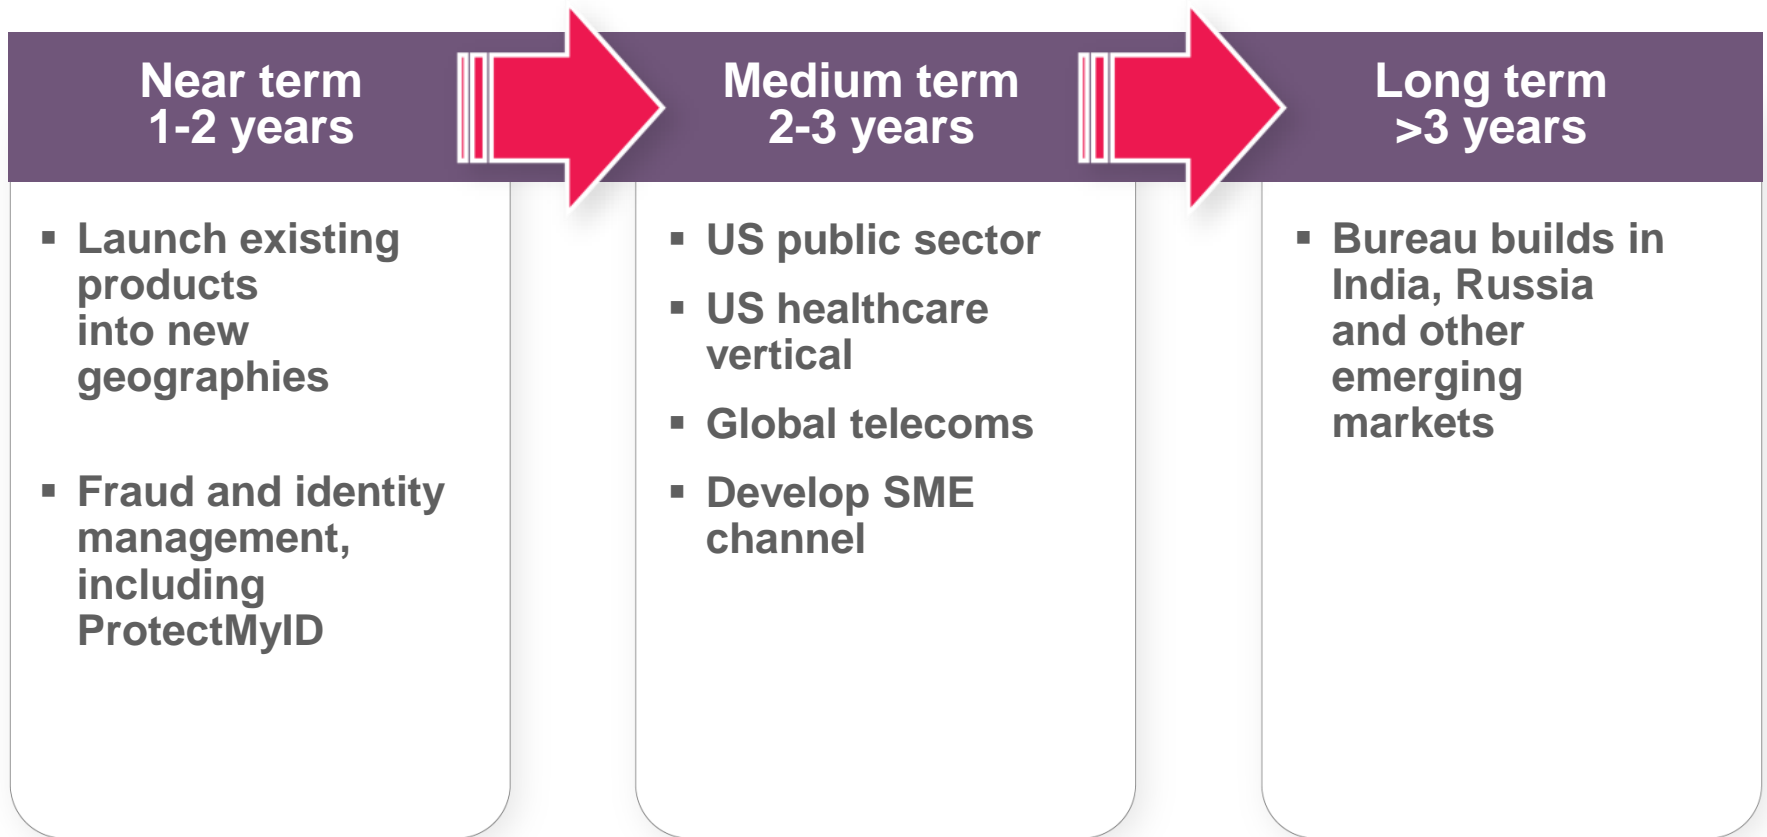 Near term
1-2 years
Medium term
2-3 years
Long term
>3 years
▪ Launch existing
products
into new
geographies
▪ Fraud and identity
management,
including
ProtectMyID
▪ US public sector
▪ US healthcare
vertical
▪ Global telecoms
▪ Develop SME
channel
▪ Bureau builds in
India, Russia
and other
emerging
markets